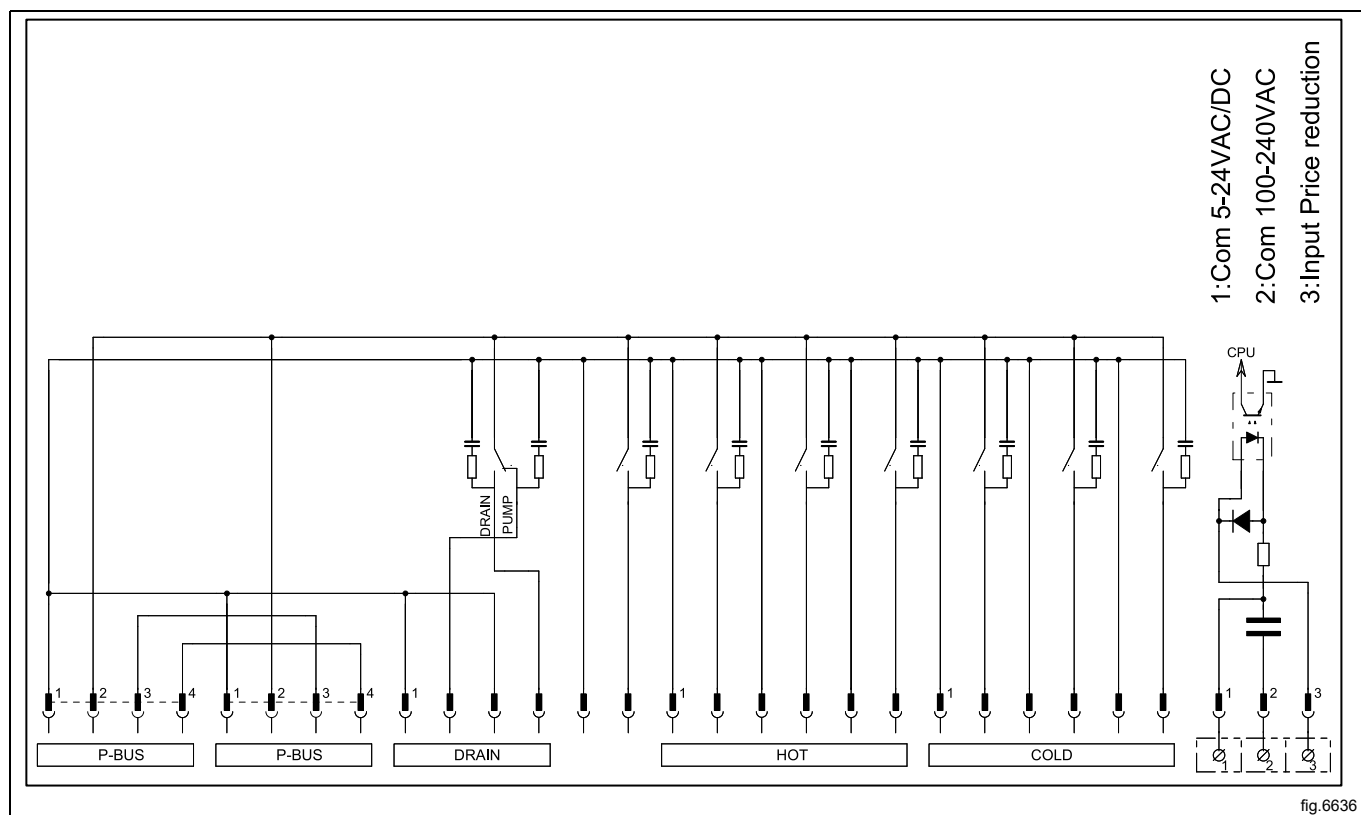 1:Com 5-24VAC/DC
2:Com 100-240VAC
3:Input Price reduction
CPU
DRAIN
PUMP
1 2 3 4 1 2 3 4 1 1 1 1 2 3
P-BUS P-BUS DRAIN HOT COLD 1 2 3
fig.6636